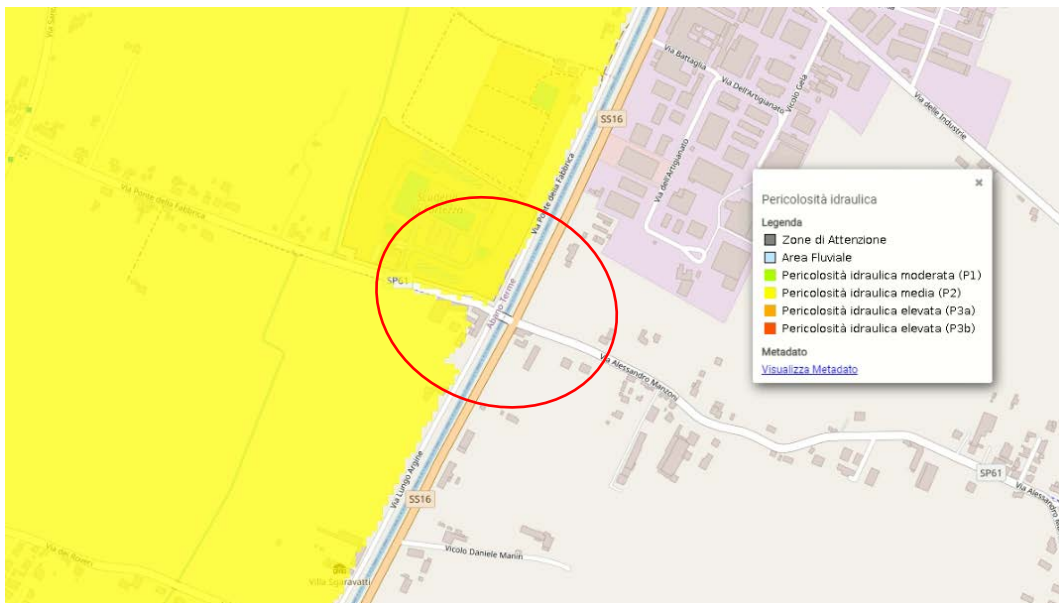 Via Sans
Via Battaglia
Via Dell'Artigianato
Vicolo Gela
Via delle Industrie
SS16
Via dell'Artigianato
Via Ponte della Fabbrica
Via Ponte della Fabbrica
SP61
Abano Terme
Via Alessandro Manzoni
SP61
Via Lungo Argine
SS16
Vicolo Daniele Manin
Via dei Roveri
Villa Sgaravatti
×
Pericolosità idraulica
Legenda
Zone di Attenzione
Area Fluviale
Pericolosità idraulica moderata (P1)
Pericolosità idraulica media (P2)
Pericolosità idraulica elevata (P3a)
Pericolosità idraulica elevata (P3b)
Metadato
Visualizza Metadato